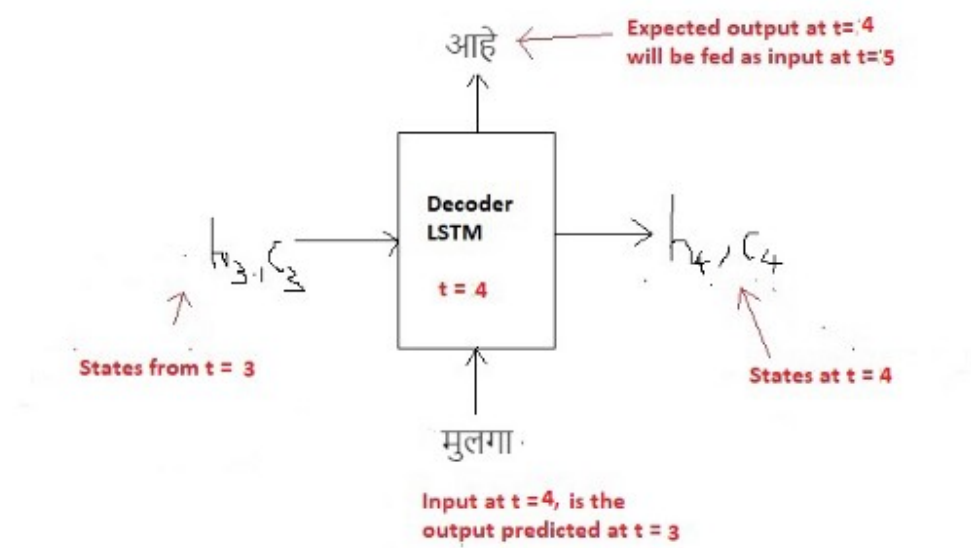 आहे
Expected output at t= 4
will be fed as input at t= 5
Decoder
LSTM
t = 4
h3, C3
h4, C4
States from t = 3
States at t = 4
मुलगा
Input at t = 4, is the
output predicted at t = 3